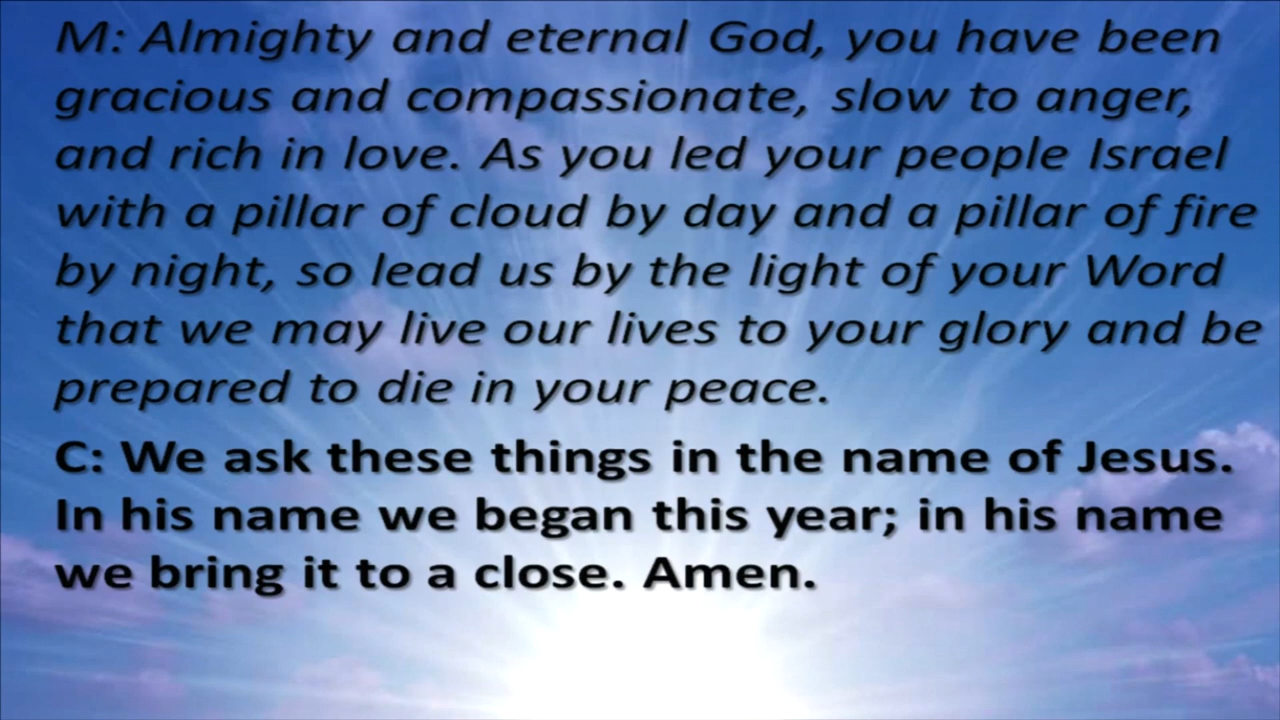 M: Almighty and eternal God, you have been
gracious and compassionate, slow to anger,
and rich in love. As you led your people Israel
with a pillar of cloud by day and a pillar of fire
by night, so lead us by the light of your Word
that we may live our lives to your glory and be
prepared to die in your peace.
C: We ask these things in the name of Jesus.
In his name we began this year; in his name
we bring it to a close. Amen.